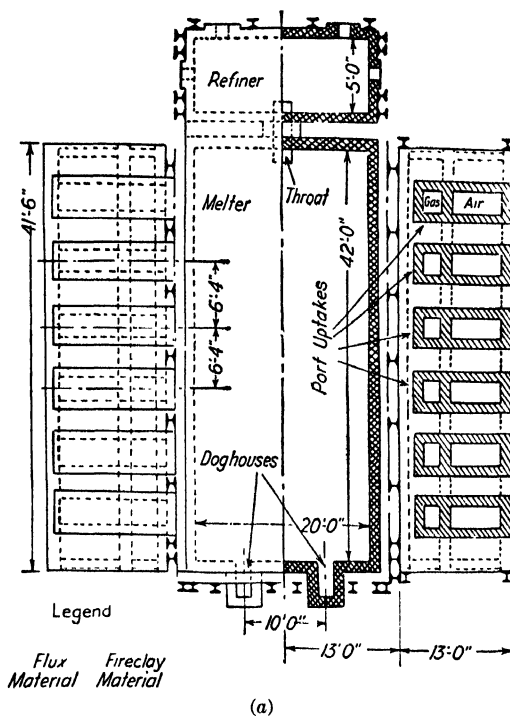 Refiner
5'-0"
Throat
Melter
41'-6"
42'-0"
Gas
Air
6'-4"
6'-4"
Port Uptakes
Doghouses
20'-0"
10'0"
13'0"
13'-0"
Legend
Flux Fireclay
Material Material
(a)